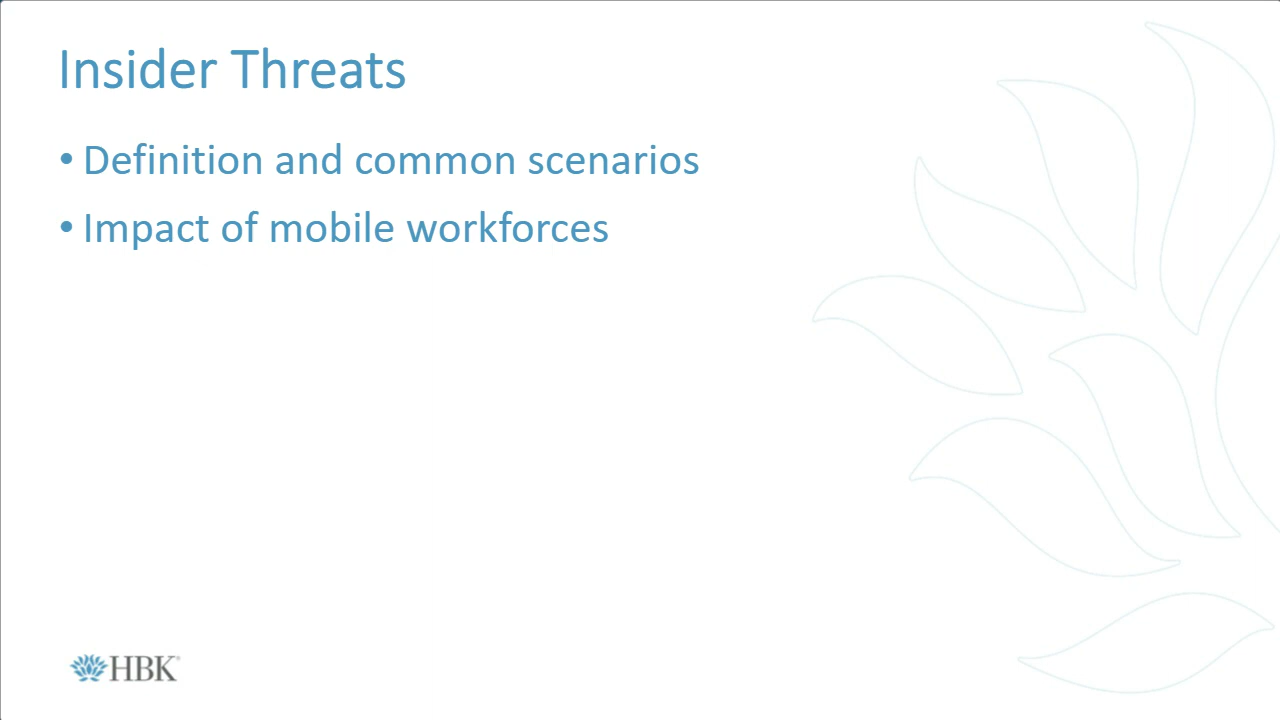 Insider Threats
• Definition and common scenarios
• Impact of mobile workforces
HBK